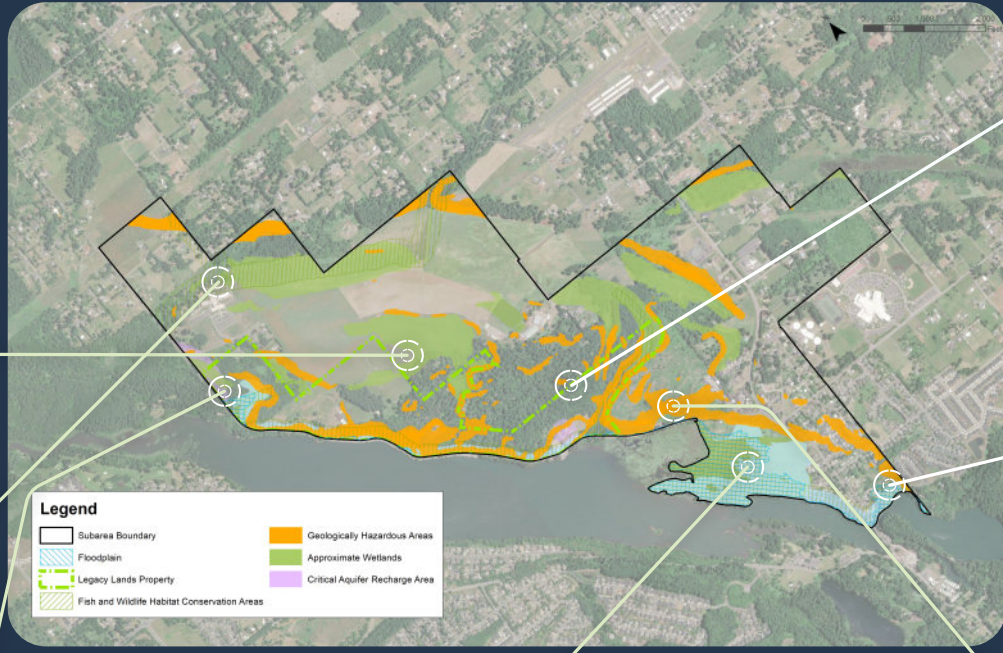 Legend
Subarea Boundary
Floodplain
Legacy Lands Property
Fish and Wildlife Habitat Conservation Areas
Geologically Hazardous Areas
Approximate Wetlands
Critical Aquifer Recharge Area